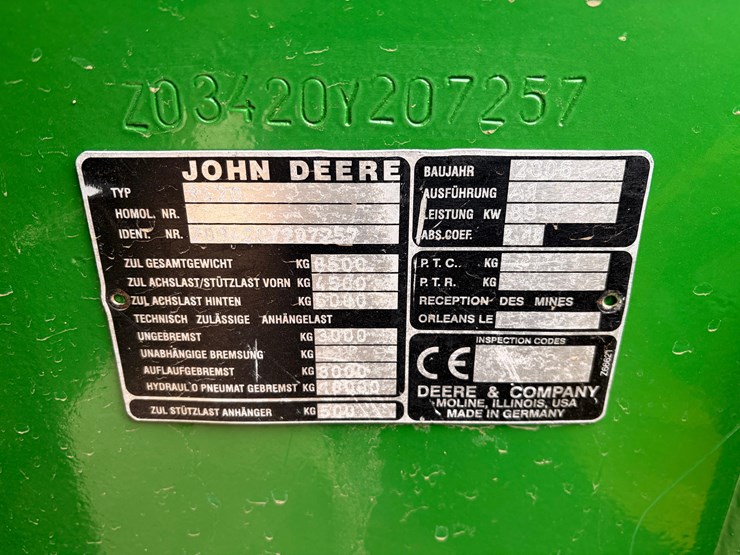 Z03420Y207257
JOHN DEERE
TYP
HOMOL. NR.
IDENT. NR. 207257
ZUL GESAMTGEWICHT KG 8500
ZUL ACHSLAST/STÜTZLAST VORN KG 4500
ZUL ACHSLAST HINTEN KG 6000
TECHNISCH ZULÄSSIGE ANHÄNGELAST
UNGEBREMST KG 3000
UNABHÄNGIGE BREMSUNG KG
AUFLAUFGEBREMST KG 8000
HYDRAUL O PNEUMAT GEBREMST KG 18000
ZUL STÜTZLAST ANHÄNGER KG 500
BAUJAHR
AUSFÜHRUNG
LEISTUNG KW
ABS.COEF.
P.T.C. KG
P.T.R. KG
RECEPTION DES MINES
ORLEANS LE
INSPECTION CODES
CE
DEERE & COMPANY
MOLINE, ILLINOIS, USA
MADE IN GERMANY
Z65621